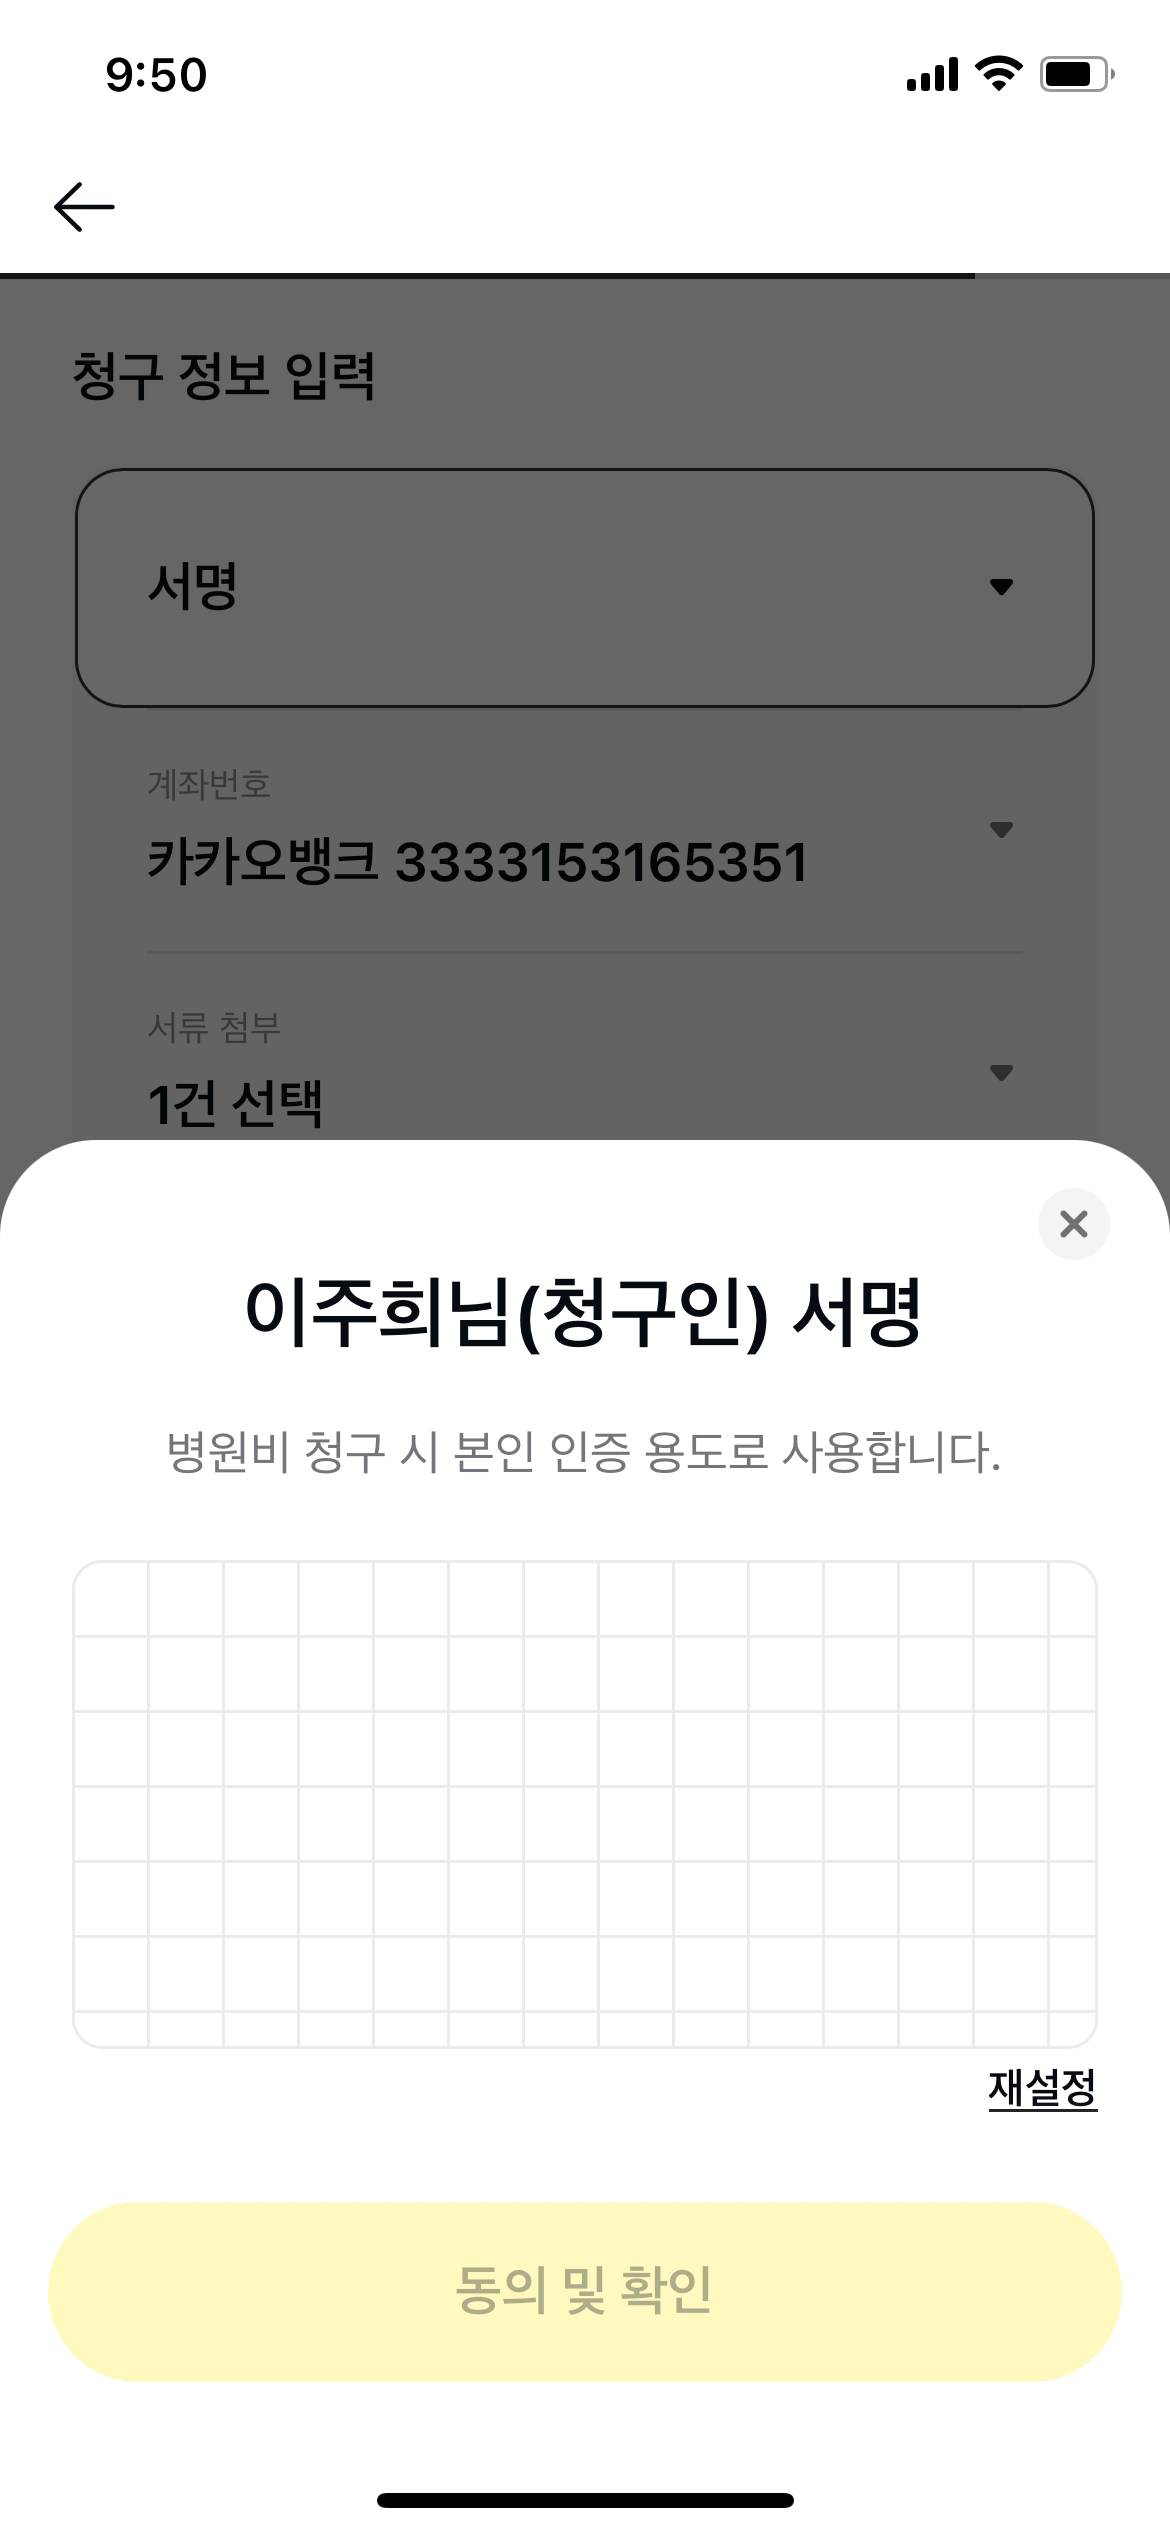 9:50
청구 정보 입력
서명
계좌번호
카카오뱅크 3333153165351
서류 첨부
1건 선택
이주희님(청구인) 서명
병원비 청구 시 본인 인증 용도로 사용합니다.
재설정
동의 및 확인